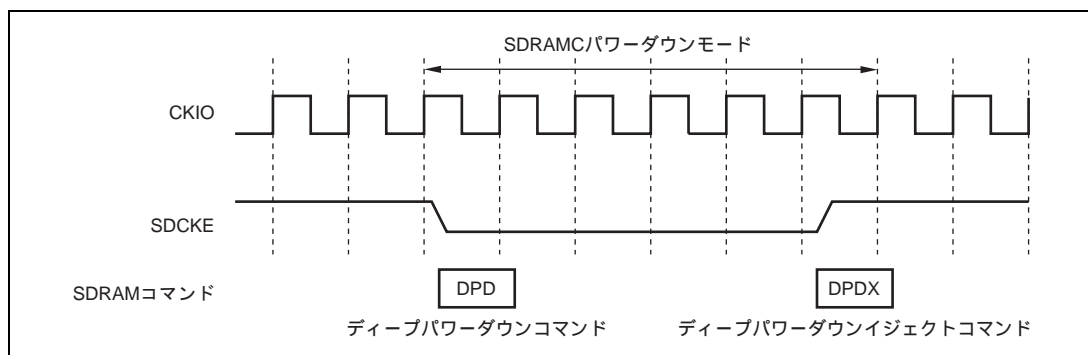 SDRAMCパワーダウンモード
CKIO
SDCKE
SDRAMコマンド
DPD
DPDX
ディープパワーダウンコマンド
ディープパワーダウンイジェクトコマンド